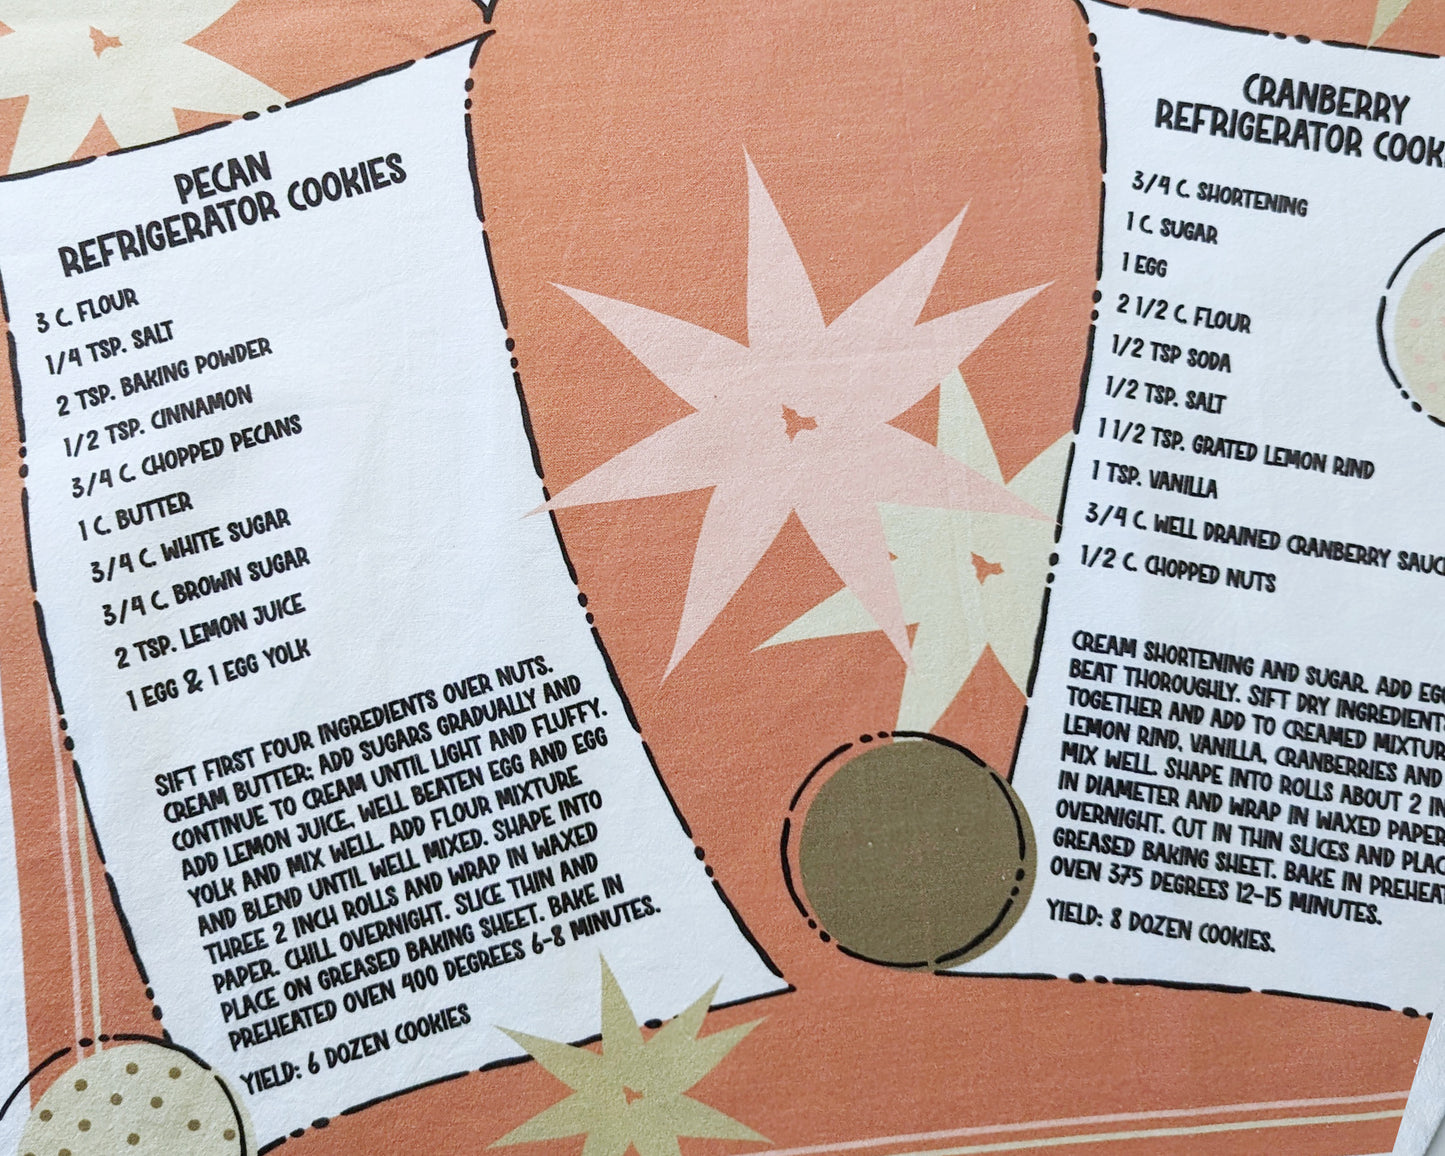 PECAN
REFRIGERATOR COOKIES
3 C. FLOUR
1/4 TSP. SALT
2 TSP. BAKING POWDER
1/2 TSP. CINNAMON
3/4 C. CHOPPED PECANS
1 C. BUTTER
3/4 C. WHITE SUGAR
3/4 C. BROWN SUGAR
2 TSP. LEMON JUICE
1 EGG & 1 EGG YOLK
SIFT FIRST FOUR INGREDIENTS OVER NUTS.
CREAM BUTTER; ADD SUGARS GRADUALLY AND
CONTINUE TO CREAM UNTIL LIGHT AND FLUFFY.
ADD LEMON JUICE, WELL BEATEN EGG AND EGG
YOLK AND MIX WELL. ADD FLOUR MIXTURE
AND BLEND UNTIL WELL MIXED. SHAPE INTO
THREE 2 INCH ROLLS AND WRAP IN WAXED
PAPER. CHILL OVERNIGHT. SLICE THIN AND
PLACE ON GREASED BAKING SHEET. BAKE IN
PREHEATED OVEN 400 DEGREES 6-8 MINUTES.
YIELD: 6 DOZEN COOKIES
CRANBERRY
REFRIGERATOR COOK
3/4 C. SHORTENING
1 C. SUGAR
1 EGG
2 1/2 C. FLOUR
1/2 TSP SODA
1/2 TSP. SALT
1 1/2 TSP. GRATED LEMON RIND
1 TSP. VANILLA
3/4 C. WELL DRAINED CRANBERRY SAUC
1/2 C. CHOPPED NUTS
CREAM SHORTENING AND SUGAR. ADD EG
BEAT THOROUGHLY. SIFT DRY INGREDIENT
TOGETHER AND ADD TO CREAMED MIXTUR
LEMON RIND, VANILLA, CRANBERRIES AND
MIX WELL. SHAPE INTO ROLLS ABOUT 2 IN
IN DIAMETER AND WRAP IN WAXED PAPER
OVERNIGHT. CUT IN THIN SLICES AND PLAC
GREASED BAKING SHEET. BAKE IN PREHEAT
OVEN 375 DEGREES 12-15 MINUTES.
YIELD: 8 DOZEN COOKIES.